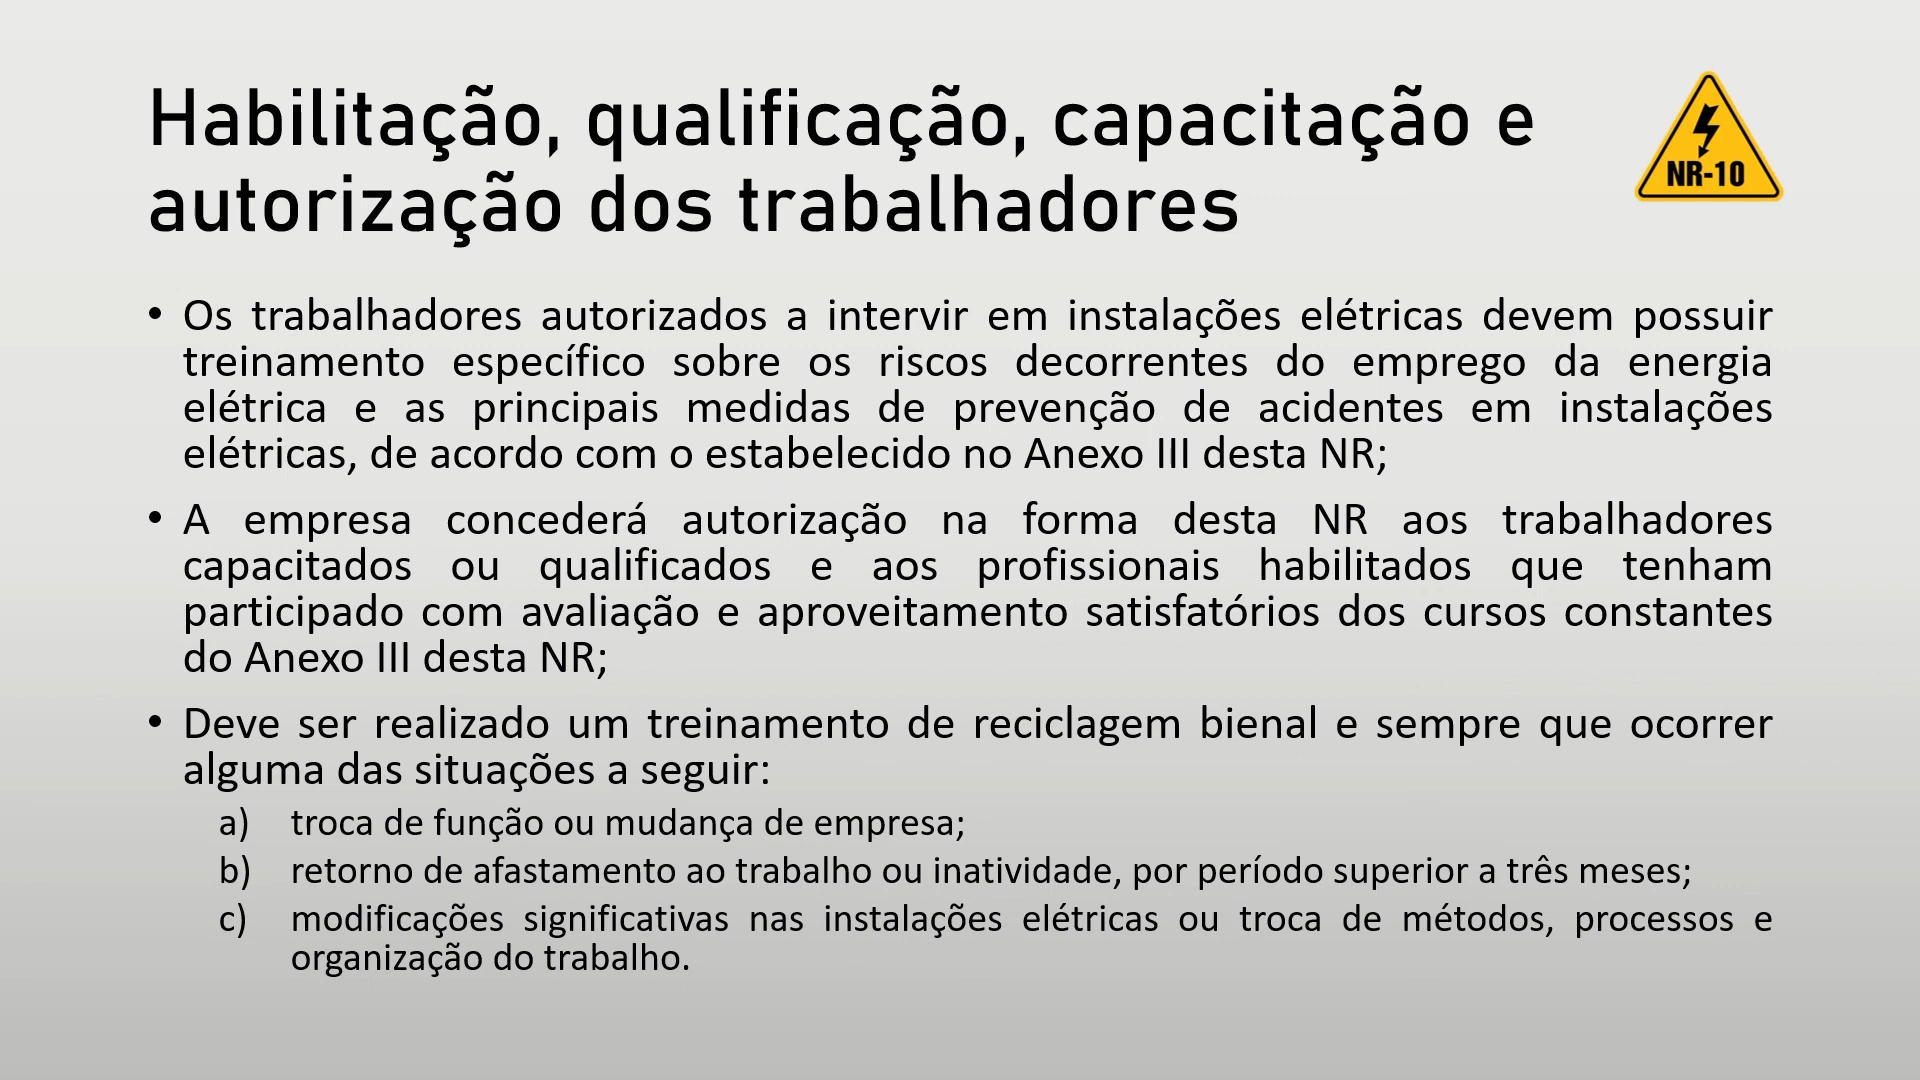 Habilitação, qualificação, capacitação e
autorização dos trabalhadores
NR-10
• Os trabalhadores autorizados a intervir em instalações elétricas devem possuir
treinamento específico sobre os riscos decorrentes do emprego da energia
elétrica e as principais medidas de prevenção de acidentes em instalações
elétricas, de acordo com o estabelecido no Anexo III desta NR;
• A empresa concederá autorização na forma desta NR aos trabalhadores
capacitados ou qualificados e aos profissionais habilitados que tenham
participado com avaliação e aproveitamento satisfatórios dos cursos constantes
do Anexo III desta NR;
• Deve ser realizado um treinamento de reciclagem bienal e sempre que ocorrer
alguma das situações a seguir:
a) troca de função ou mudança de empresa;
b) retorno de afastamento ao trabalho ou inatividade, por período superior a três meses;
c) modificações significativas nas instalações elétricas ou troca de métodos, processos e
organização do trabalho.